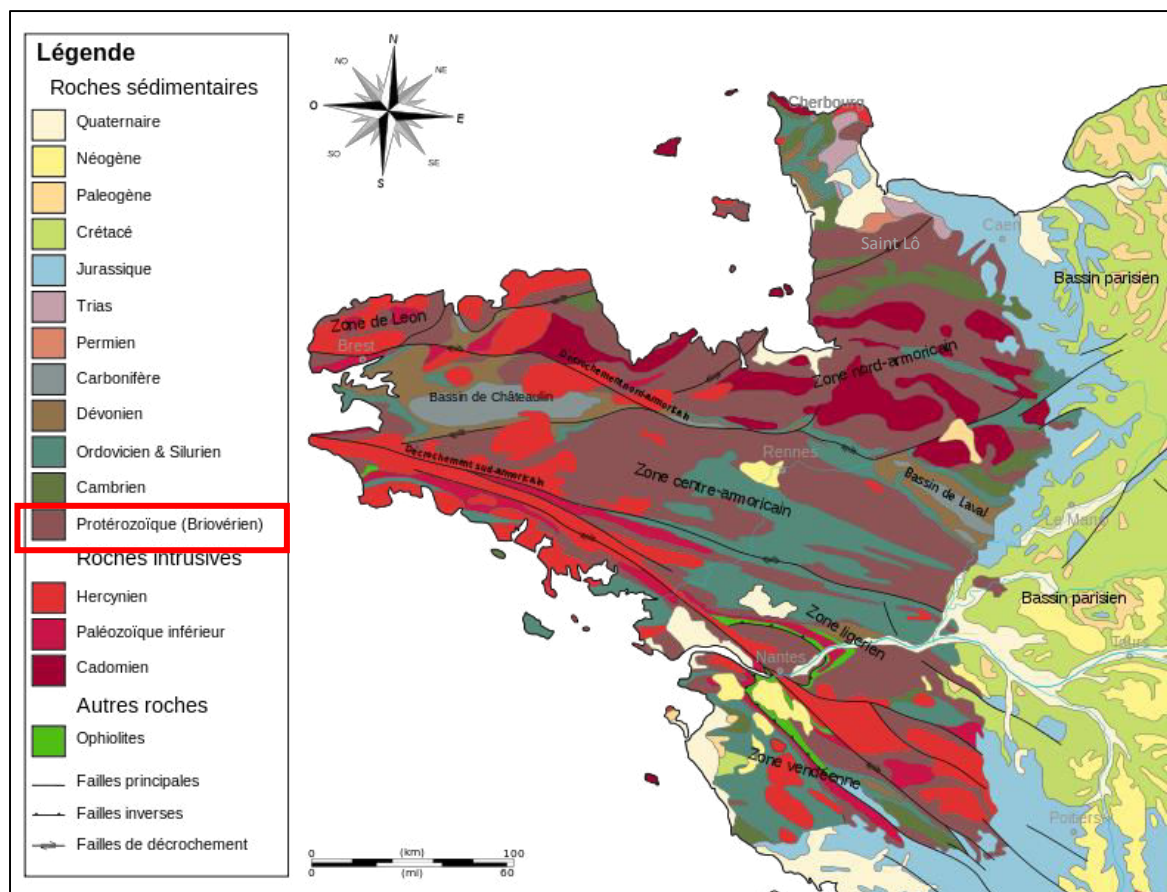 Légende
Roches sédimentaires
Quaternaire
Néogène
Paleogène
Crétacé
Jurassique
Trias
Permien
Carbonifère
Dévonien
Ordovicien & Silurien
Cambrien
Protérozoïque (Briovérien)
Roches intrusives
Hercynien
Paléozoïque inférieur
Cadomien
Autres roches
Ophiolites
Failles principales
Failles inverses
Failles de décrochement
N
NO
NE
O
E
SO
SE
S
Cherbourg
Saint Lô
Caen
Bassin parisien
Zone de Leon
Brest
Décrochement nord-armoricain
Zone nord-armoricain
Bassin de Châteaulin
Décrochement sud-armoricain
Rennes
Zone centre-armoricain
Bassin de Laval
Le Mans
Bassin parisien
Zone ligerien
Tours
Nantes
Zone vendéenne
Poitiers
0 (km) 100
0 (mi) 60